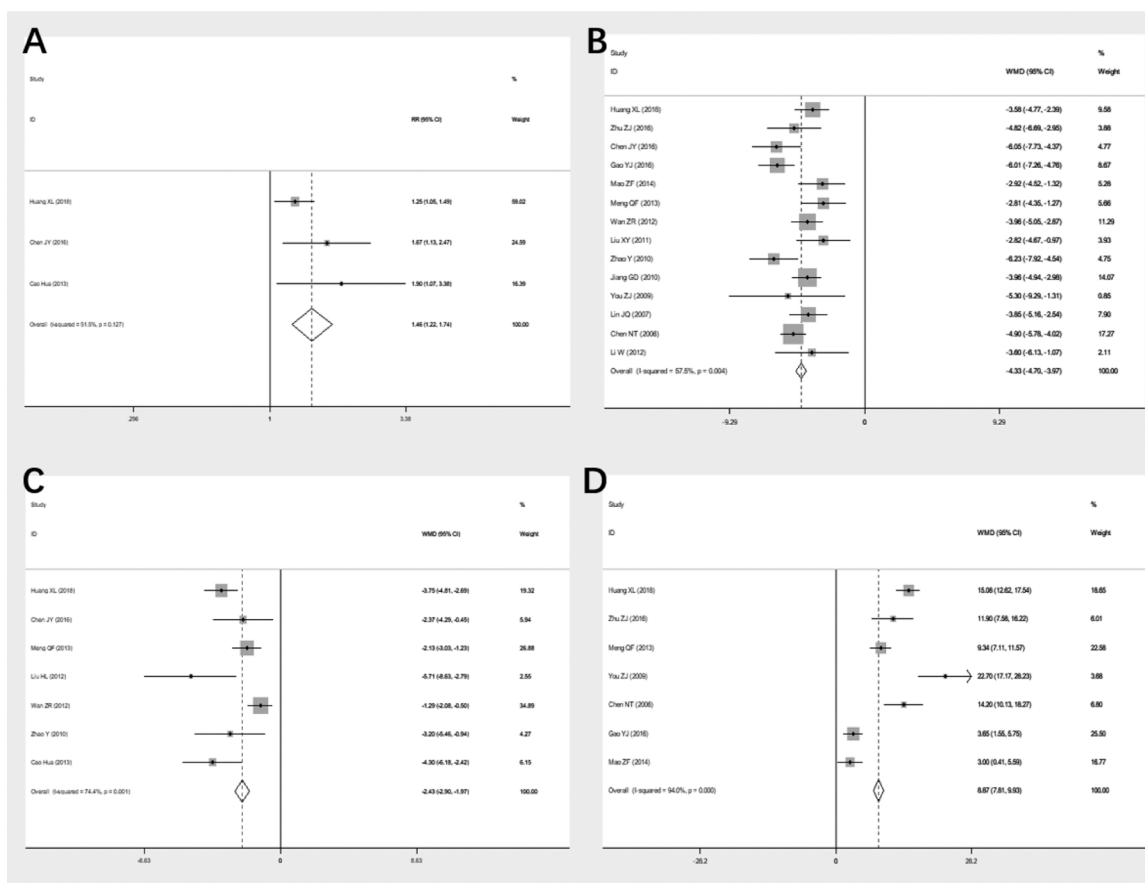 A
Study %
ID RR (95% CI) Weight
Huang XL (2018) 1.25 (1.05, 1.49) 59.02
Chen JY (2016) 1.67 (1.13, 2.47) 24.59
Cao Hua (2013) 1.90 (1.07, 3.38) 16.39
Overall (I-squared = 51.5%, p = 0.127) 1.46 (1.22, 1.74) 100.00
.296 1 3.38
B
Study %
ID WMD (95% CI) Weight
Huang XL (2018) -3.58 (-4.77, -2.39) 9.58
Zhu ZJ (2016) -4.82 (-6.69, -2.95) 3.86
Chen JY (2016) -6.05 (-7.73, -4.37) 4.77
Gao YJ (2016) -6.01 (-7.26, -4.76) 8.67
Mao ZF (2014) -2.92 (-4.52, -1.32) 5.28
Meng QF (2013) -2.81 (-4.35, -1.27) 5.66
Wan ZR (2012) -3.96 (-5.05, -2.87) 11.29
Liu XY (2011) -2.82 (-4.67, -0.97) 3.93
Zhao Y (2010) -6.23 (-7.92, -4.54) 4.75
Jiang GD (2010) -3.96 (-4.94, -2.98) 14.07
You ZJ (2009) -5.30 (-9.29, -1.31) 0.85
Lin JQ (2007) -3.85 (-5.16, -2.54) 7.90
Chen NT (2006) -4.90 (-5.78, -4.02) 17.27
Li W (2012) -3.60 (-6.13, -1.07) 2.11
Overall (I-squared = 57.5%, p = 0.004) -4.33 (-4.70, -3.97) 100.00
-9.29 0 9.29
C
Study %
ID WMD (95% CI) Weight
Huang XL (2018) -3.75 (-4.81, -2.69) 19.32
Chen JY (2016) -2.37 (-4.29, -0.45) 5.94
Meng QF (2013) -2.13 (-3.03, -1.23) 26.88
Liu HL (2012) -5.71 (-8.63, -2.79) 2.55
Wan ZR (2012) -1.29 (-2.08, -0.50) 34.89
Zhao Y (2010) -3.20 (-5.46, -0.94) 4.27
Cao Hua (2013) -4.30 (-6.18, -2.42) 6.15
Overall (I-squared = 74.4%, p = 0.001) -2.43 (-2.90, -1.97) 100.00
-8.63 0 8.63
D
Study %
ID WMD (95% CI) Weight
Huang XL (2018) 15.08 (12.62, 17.54) 18.65
Zhu ZJ (2016) 11.90 (7.58, 16.22) 6.01
Meng QF (2013) 9.34 (7.11, 11.57) 22.58
You ZJ (2009) 22.70 (17.17, 28.23) 3.68
Chen NT (2006) 14.20 (10.13, 18.27) 6.80
Gao YJ (2016) 3.65 (1.55, 5.75) 25.50
Mao ZF (2014) 3.00 (0.41, 5.59) 16.77
Overall (I-squared = 94.0%, p = 0.000) 8.87 (7.81, 9.93) 100.00
-28.2 0 28.2